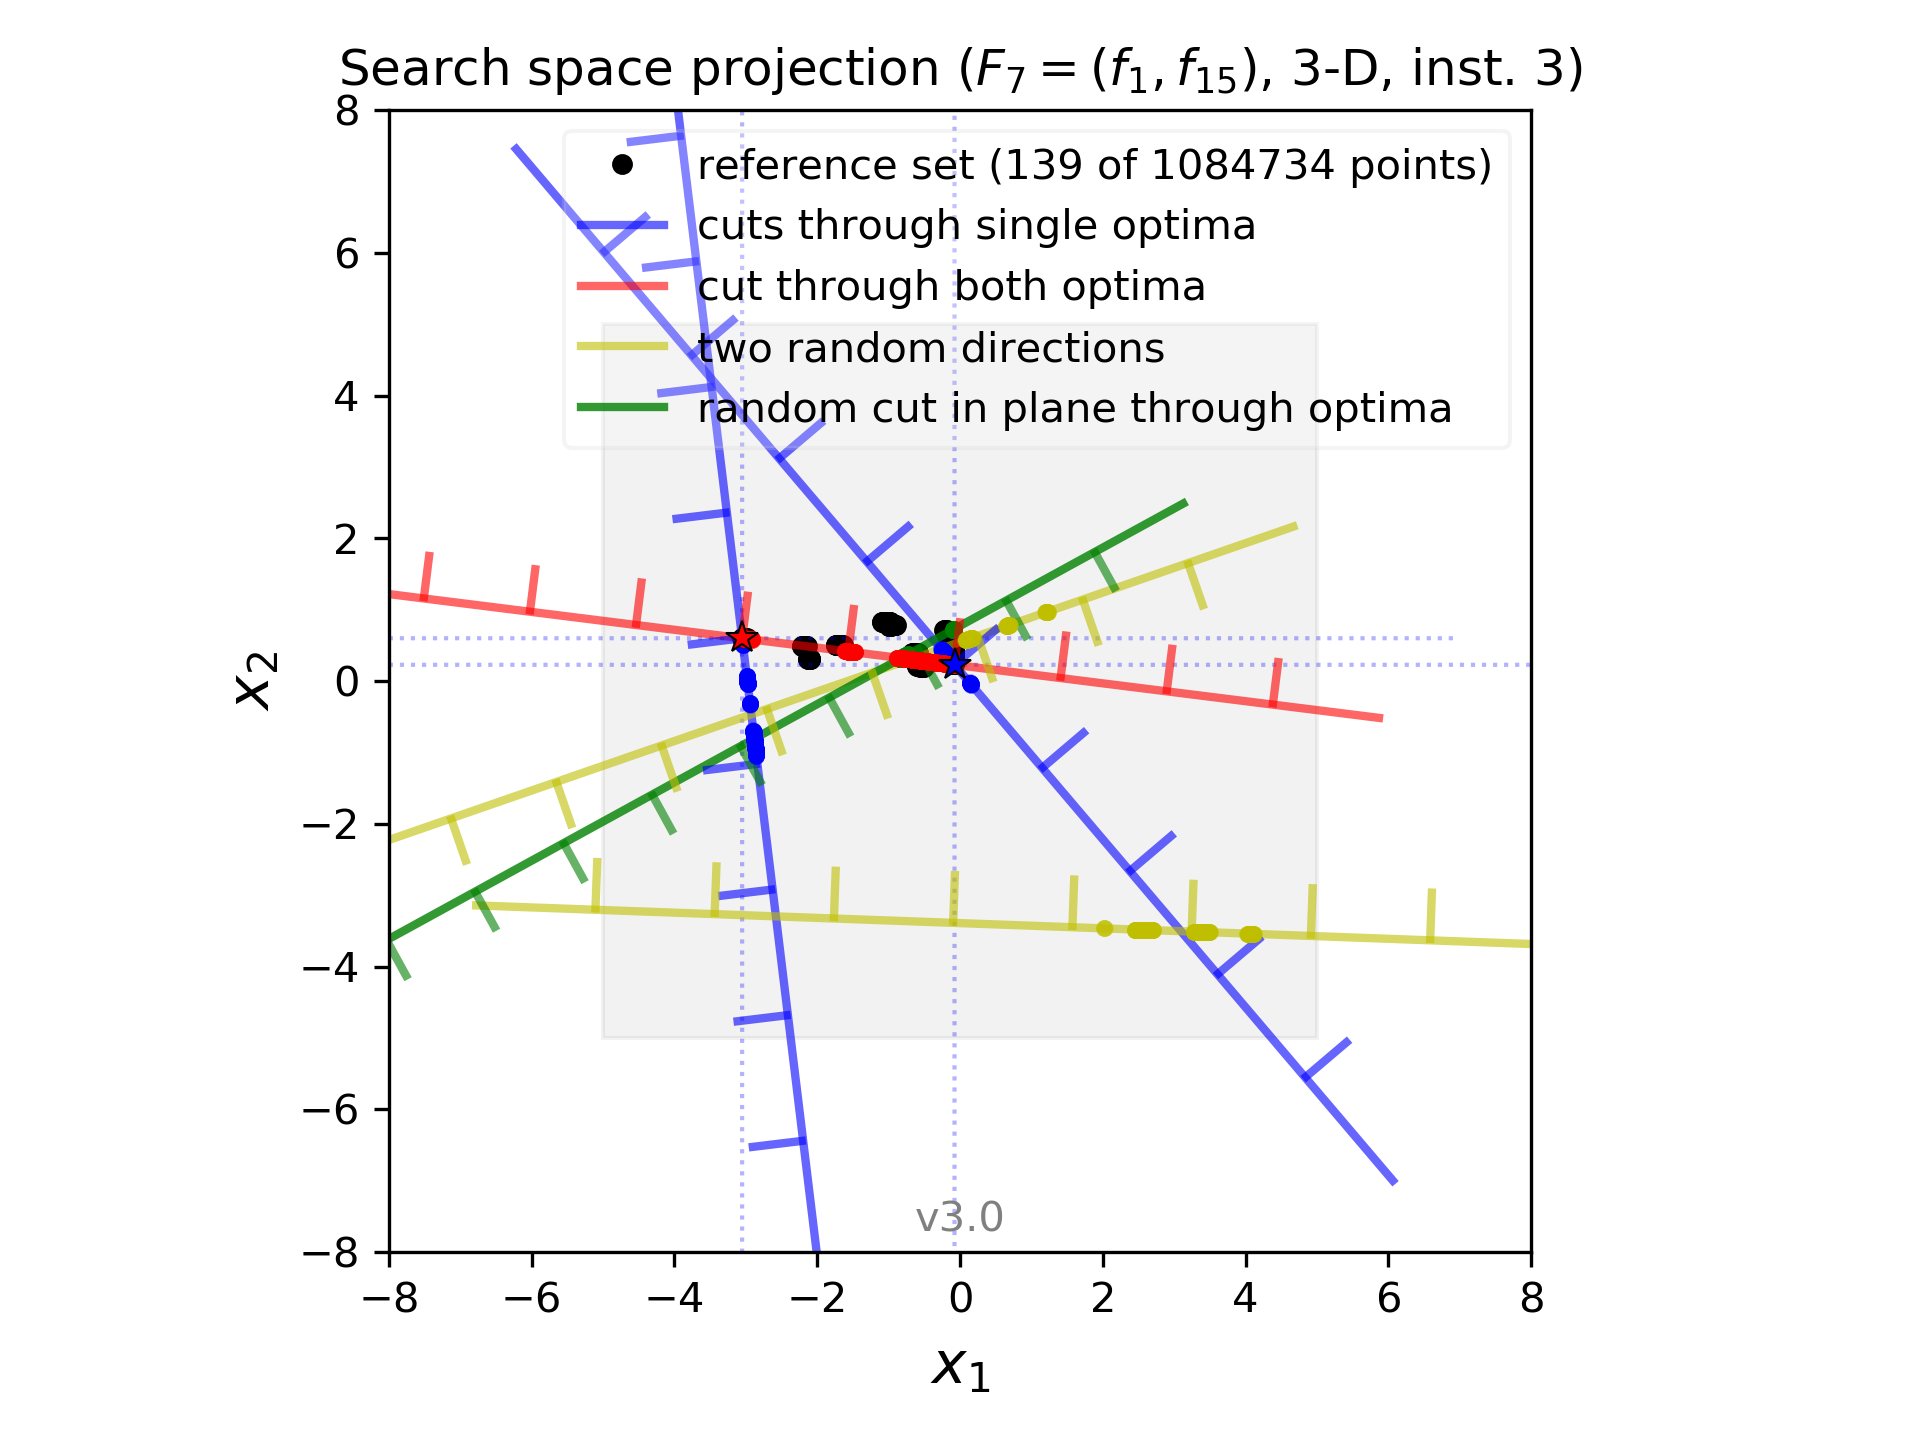 Search space projection (F₇ = (f₁, f₁₅), 3-D, inst. 3)
reference set (139 of 1084734 points)
cuts through single optima
cut through both optima
two random directions
random cut in plane through optima
8
6
4
2
0
−2
−4
−6
−8
x₂
v3.0
−8 −6 −4 −2 0 2 4 6 8
x₁